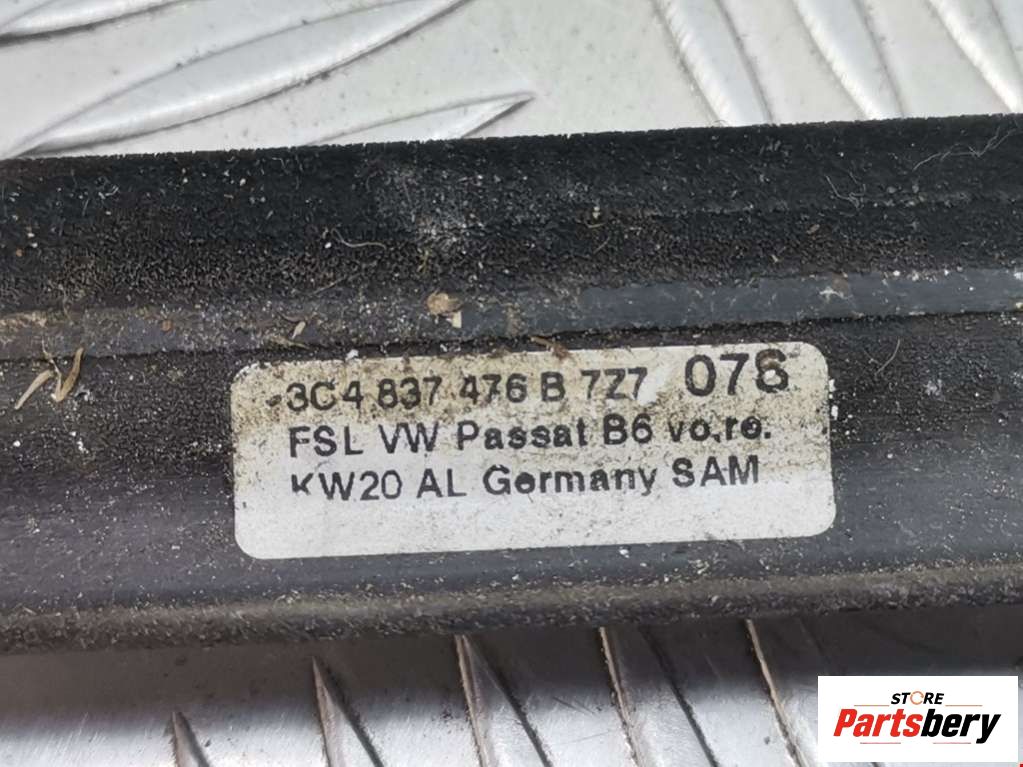 3C4 837 476 B 7Z7 078
FSL VW Passat B6 vo.re.
KW20 AL Germany SAM
STORE
Partsbery